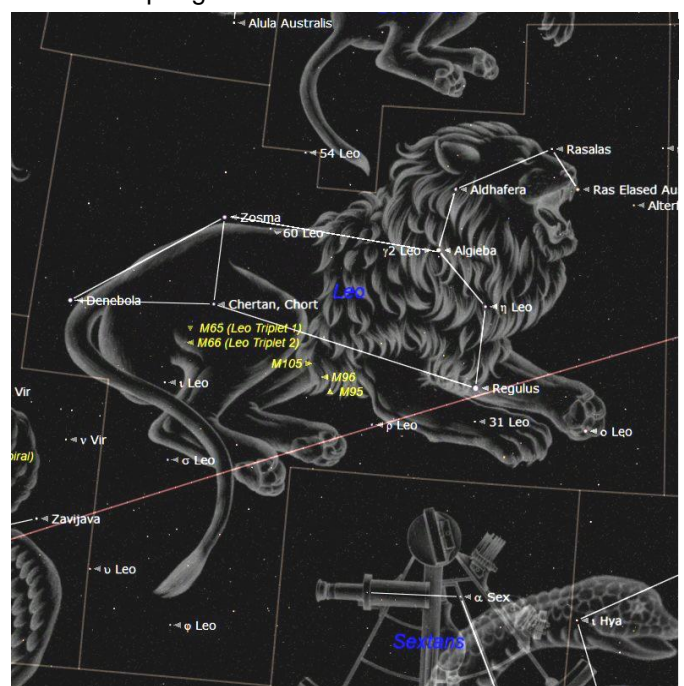 Alula Australis
54 Leo
Rasalas
Aldhafera
Ras Elased Au
Alterf
Zosma
60 Leo
γ2 Leo
Algieba
Leo
Denebola
Chertan, Chort
η Leo
M65 (Leo Triplet 1)
M66 (Leo Triplet 2)
M105
M96
M95
ι Leo
Regulus
Vir
ρ Leo
31 Leo
ο Leo
ν Vir
piral)
σ Leo
Zavijava
υ Leo
α Sex
φ Leo
Sextans
ι Hya